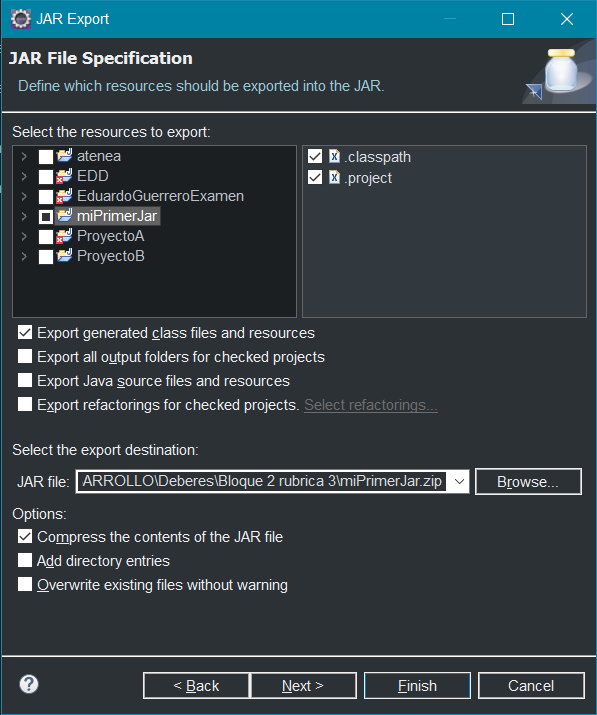 JAR Export
JAR File Specification
Define which resources should be exported into the JAR.
Select the resources to export:
atenea
EDD
EduardoGuerreroExamen
miPrimerJar
ProyectoA
ProyectoB
.classpath
.project
Export generated class files and resources
Export all output folders for checked projects
Export Java source files and resources
Export refactorings for checked projects. Select refactorings...
Select the export destination:
JAR file: ARROLLO\Deberes\Bloque 2 rubrica 3\miPrimerJar.zip Browse...
Options:
Compress the contents of the JAR file
Add directory entries
Overwrite existing files without warning
? < Back Next > Finish Cancel